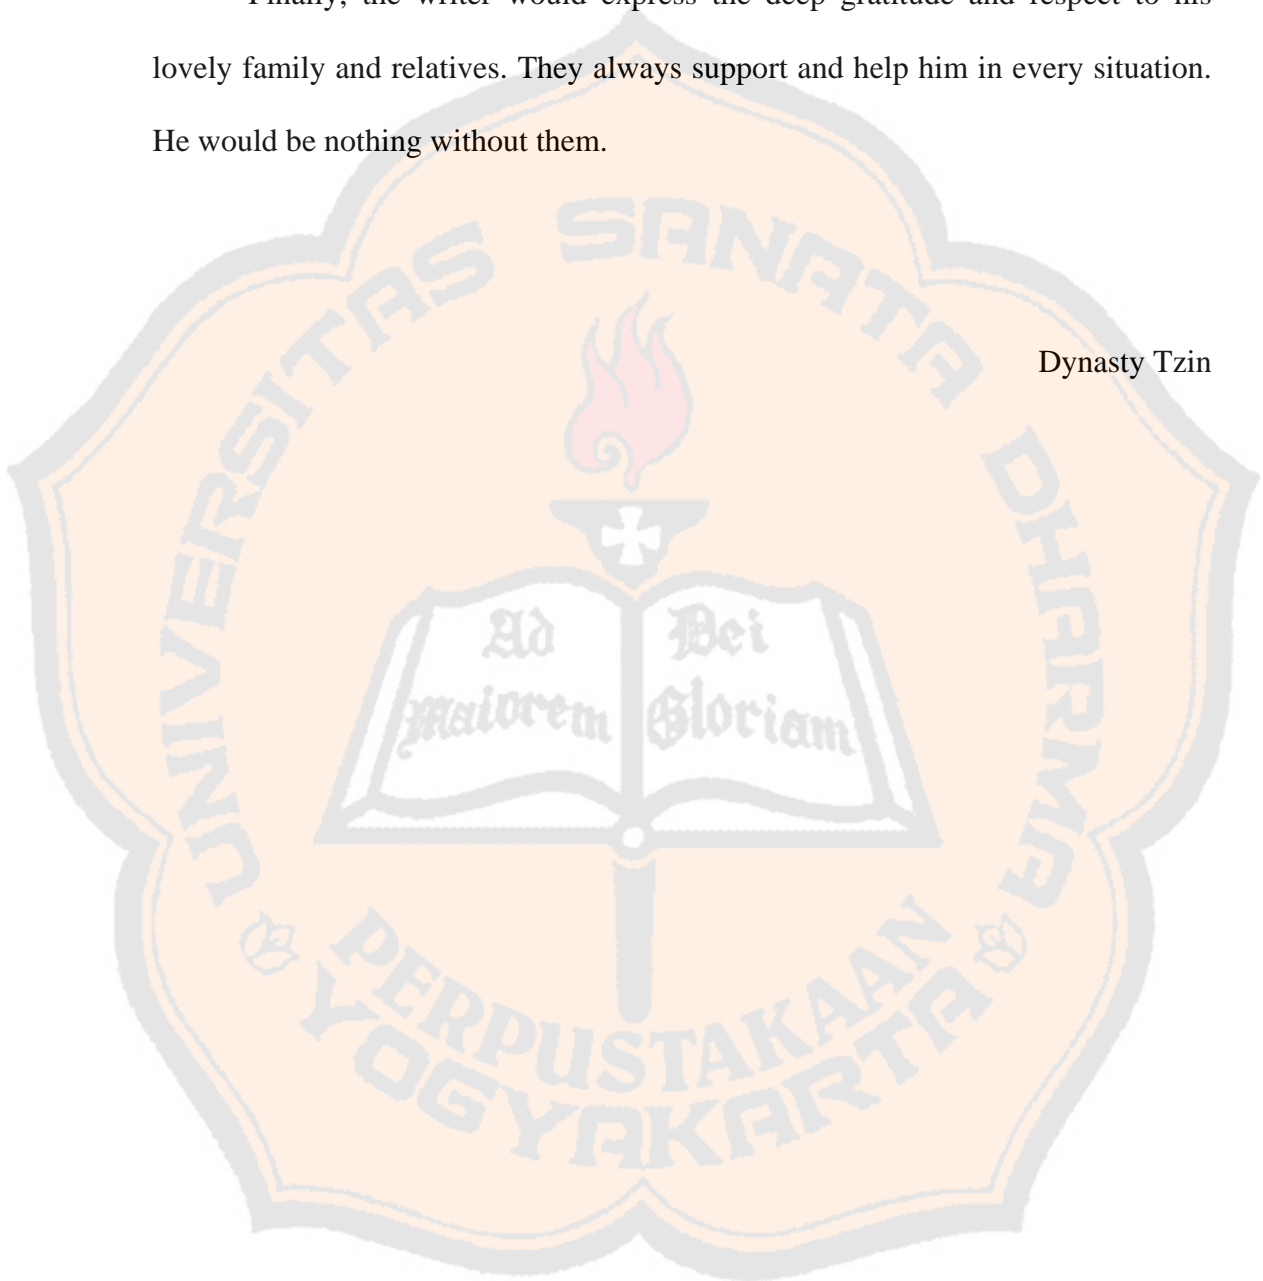 Finally, the writer would express the deep gratitude and respect to his
lovely family and relatives. They always support and help him in every situation.
He would be nothing without them.
UNIVERSITAS SANATA DHARMA
Dynasty Tzin
Ad Dei
maiorem Gloriam
PERPUSTAKAAN
YOGYAKARTA